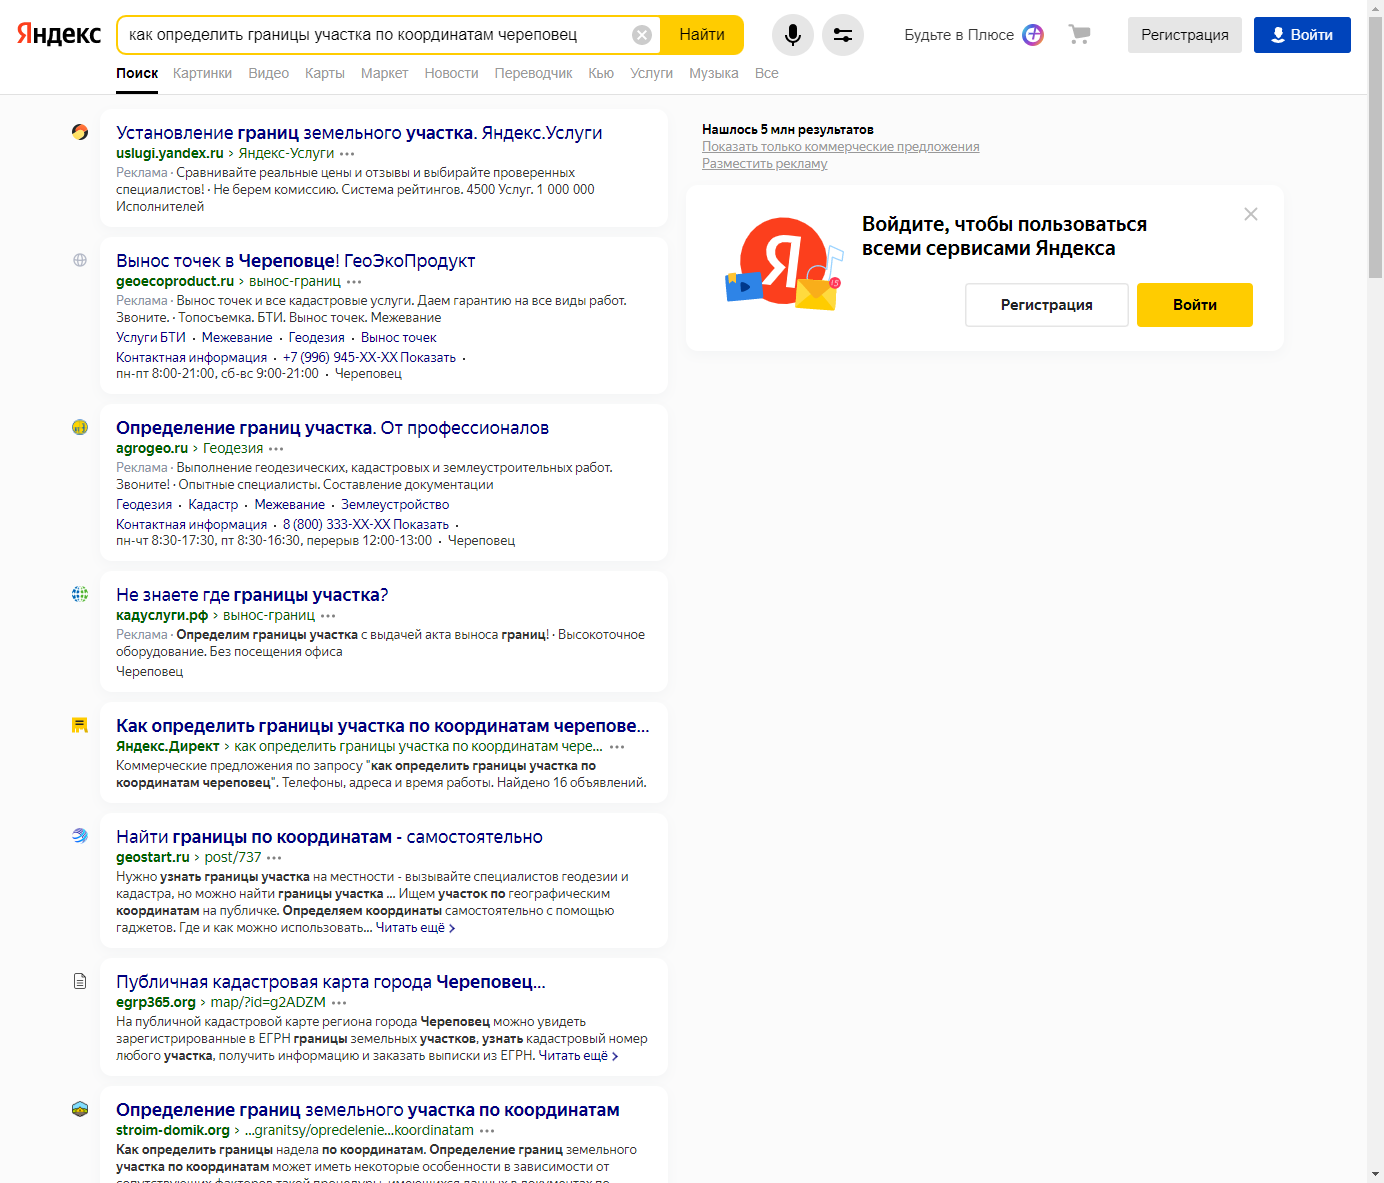 Яндекс
как определить границы участка по координатам череповец
Найти
Будьте в Плюсе
Регистрация
Войти
Поиск Картинки Видео Карты Маркет Новости Переводчик Кью Услуги Музыка Все
Установление границ земельного участка. Яндекс.Услуги
uslugi.yandex.ru › Яндекс-Услуги
Реклама · Сравнивайте реальные цены и отзывы и выбирайте проверенных
специалистов! · Не берем комиссию. Система рейтингов. 4500 Услуг. 1 000 000
Исполнителей
Вынос точек в Череповце! ГеоЭкоПродукт
geoecoproduct.ru › вынос-границ
Реклама · Вынос точек и все кадастровые услуги. Даем гарантию на все виды работ.
Звоните. · Топосъемка. БТИ. Вынос точек. Межевание
Услуги БТИ · Межевание · Геодезия · Вынос точек
Контактная информация · +7 (996) 945-XX-XX Показать ·
пн-пт 8:00-21:00, сб-вс 9:00-21:00 · Череповец
Определение границ участка. От профессионалов
agrogeo.ru › Геодезия
Реклама · Выполнение геодезических, кадастровых и землеустроительных работ.
Звоните! · Опытные специалисты. Составление документации
Геодезия · Кадастр · Межевание · Землеустройство
Контактная информация · 8 (800) 333-XX-XX Показать ·
пн-чт 8:30-17:30, пт 8:30-16:30, перерыв 12:00-13:00 · Череповец
Не знаете где границы участка?
кадуслуги.рф › вынос-границ
Реклама · Определим границы участка с выдачей акта выноса границ! · Высокоточное
оборудование. Без посещения офиса
Череповец
Как определить границы участка по координатам черепове...
Яндекс.Директ › как определить границы участка по координатам чере...
Коммерческие предложения по запросу "как определить границы участка по
координатам череповец". Телефоны, адреса и время работы. Найдено 16 объявлений.
Найти границы по координатам - самостоятельно
geostart.ru › post/737
Нужно узнать границы участка на местности - вызывайте специалистов геодезии и
кадастра, но можно найти границы участка ... Ищем участок по географическим
координатам на публичке. Определяем координаты самостоятельно с помощью
гаджетов. Где и как можно использовать... Читать ещё ›
Публичная кадастровая карта города Череповец...
egrp365.org › map/?id=g2ADZM
На публичной кадастровой карте региона города Череповец можно увидеть
зарегистрированные в ЕГРН границы земельных участков, узнать кадастровый номер
любого участка, получить информацию и заказать выписки из ЕГРН. Читать ещё ›
Определение границ земельного участка по координатам
stroim-domik.org › ...granitsy/opredelenie...koordinatam
Как определить границы надела по координатам. Определение границ земельного
участка по координатам может иметь некоторые особенности в зависимости от
сопутствующих факторов такой процедуры, имеющихся данных в документах по
Нашлось 5 млн результатов
Показать только коммерческие предложения
Разместить рекламу
Войдите, чтобы пользоваться
всеми сервисами Яндекса
Я
15
Регистрация
Войти